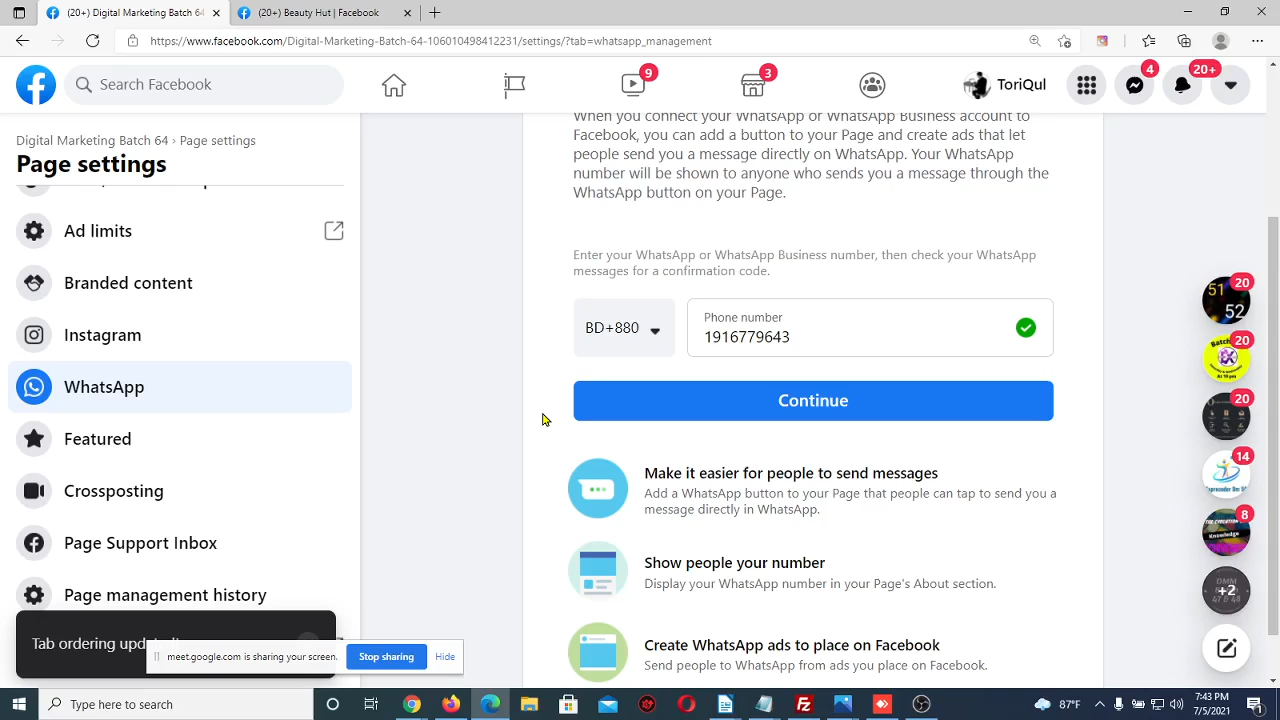 (20+) Digital Marketing Batch 64
(20+) Beauty Hut | Facebook
https://www.facebook.com/Digital-Marketing-Batch-64-106010498412231/settings/?tab=whatsapp_management
Search Facebook
9
3
ToriQul
4
20+
Digital Marketing Batch 64 › Page settings
Page settings
Ad limits
Branded content
Instagram
WhatsApp
Featured
Crossposting
Page Support Inbox
Page management history
When you connect your WhatsApp or WhatsApp Business account to
Facebook, you can add a button to your Page and create ads that let
people send you a message directly on WhatsApp. Your WhatsApp
number will be shown to anyone who sends you a message through the
WhatsApp button on your Page.
Enter your WhatsApp or WhatsApp Business number, then check your WhatsApp
messages for a confirmation code.
BD+880
Phone number
1916779643
Continue
Make it easier for people to send messages
Add a WhatsApp button to your Page that people can tap to send you a
message directly in WhatsApp.
Show people your number
Display your WhatsApp number in your Page's About section.
Create WhatsApp ads to place on Facebook
Send people to WhatsApp from ads you place on Facebook.
51
52
20
20
20
14
Knowledge
8
+2
Tab ordering
meet.google.com is sharing your screen.
Stop sharing
Hide
Type here to search
87°F
7:43 PM
7/5/2021